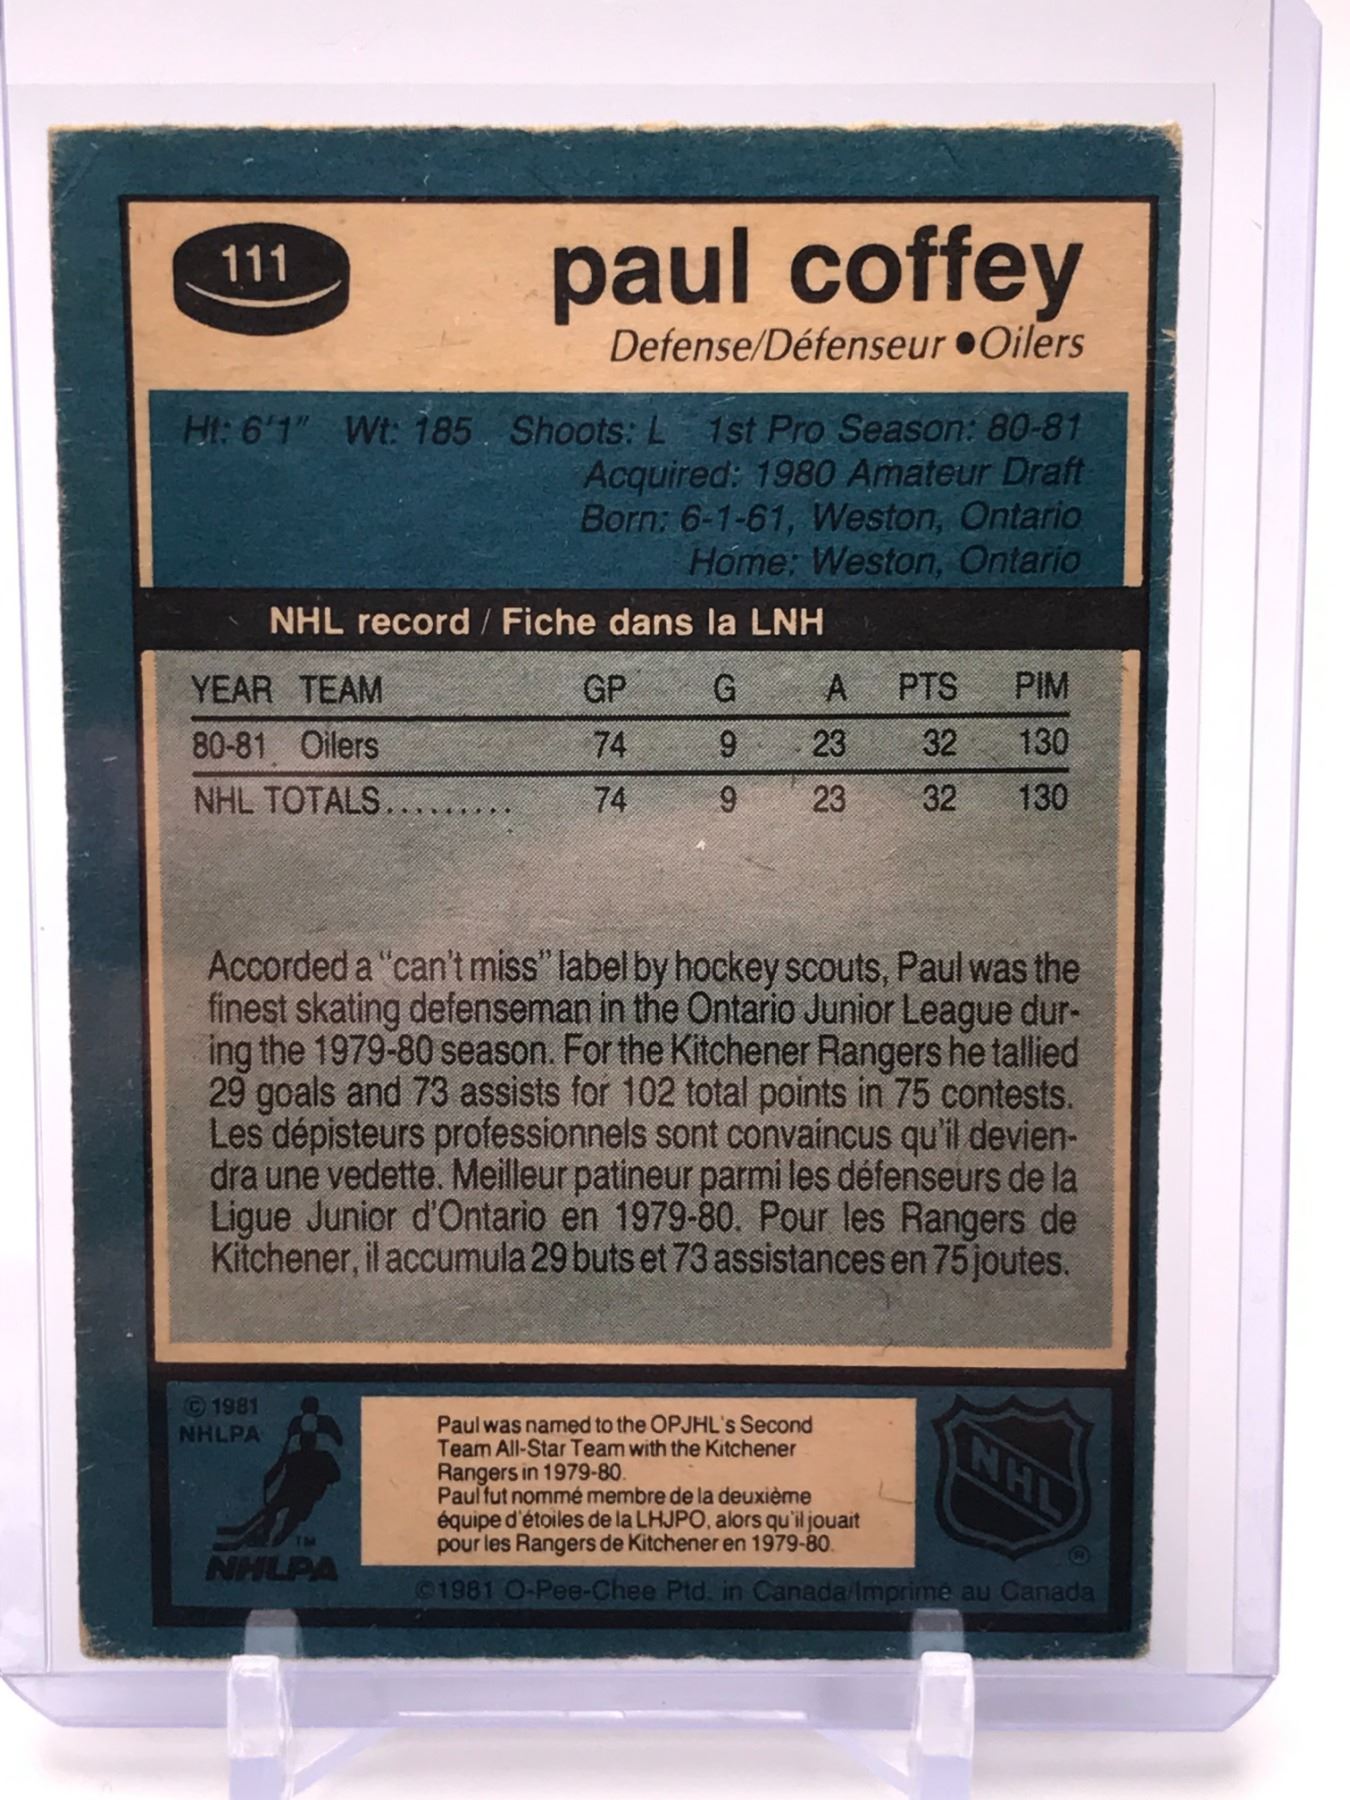 111
paul coffey
Defense/Défenseur ● Oilers
Ht: 6'1" Wt: 185 Shoots: L 1st Pro Season: 80-81
Acquired: 1980 Amateur Draft
Born: 6-1-61, Weston, Ontario
Home: Weston, Ontario
NHL record / Fiche dans la LNH
YEAR TEAM GP G A PTS PIM
80-81 Oilers 74 9 23 32 130
NHL TOTALS......... 74 9 23 32 130
Accorded a "can't miss" label by hockey scouts, Paul was the
finest skating defenseman in the Ontario Junior League dur-
ing the 1979-80 season. For the Kitchener Rangers he tallied
29 goals and 73 assists for 102 total points in 75 contests.
Les dépisteurs professionnels sont convaincus qu'il devien-
dra une vedette. Meilleur patineur parmi les défenseurs de la
Ligue Junior d'Ontario en 1979-80. Pour les Rangers de
Kitchener, il accumula 29 buts et 73 assistances en 75 joutes.
© 1981
NHLPA
TM
NHLPA
Paul was named to the OPJHL's Second
Team All-Star Team with the Kitchener
Rangers in 1979-80.
Paul fut nommé membre de la deuxième
équipe d'étoiles de la LHJPO, alors qu'il jouait
pour les Rangers de Kitchener en 1979-80.
NHL
®
©1981 O-Pee-Chee Ptd. in Canada/Imprimé au Canada